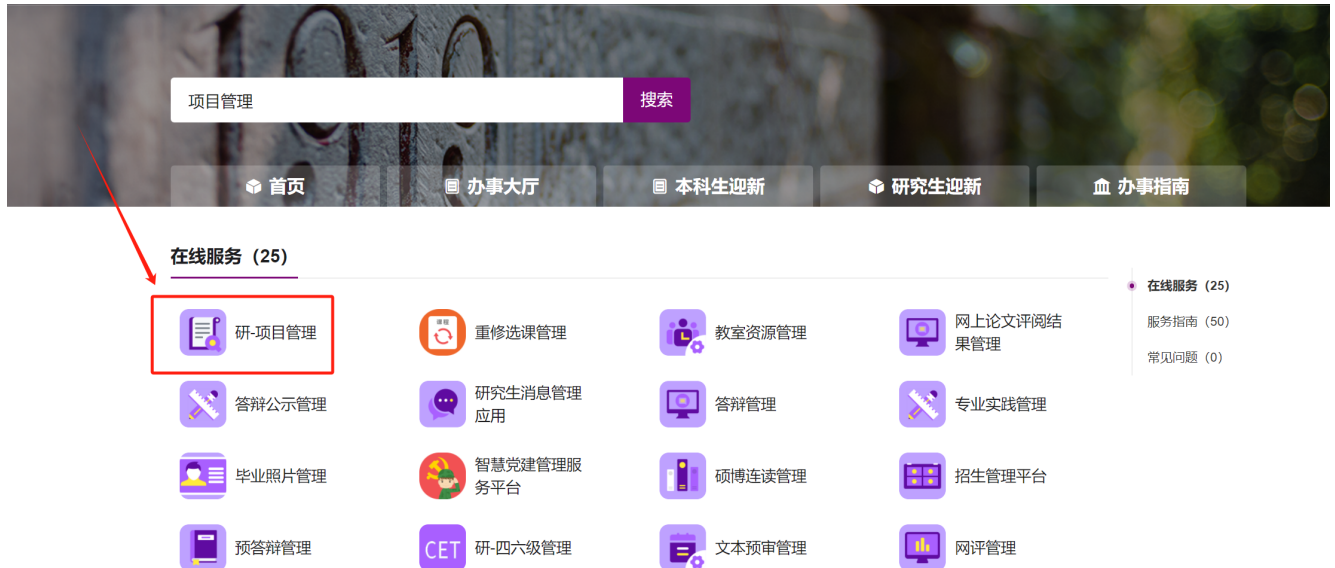 1919
项目管理
搜索
首页
办事大厅
本科生迎新
研究生迎新
办事指南
在线服务（25）
研-项目管理
重修选课管理
教室资源管理
网上论文评阅结
果管理
答辩公示管理
研究生消息管理
应用
答辩管理
专业实践管理
毕业照片管理
智慧党建管理服
务平台
硕博连读管理
招生管理平台
预答辩管理
CET
研-四六级管理
文本预审管理
网评管理
在线服务（25）
服务指南（50）
常见问题（0）